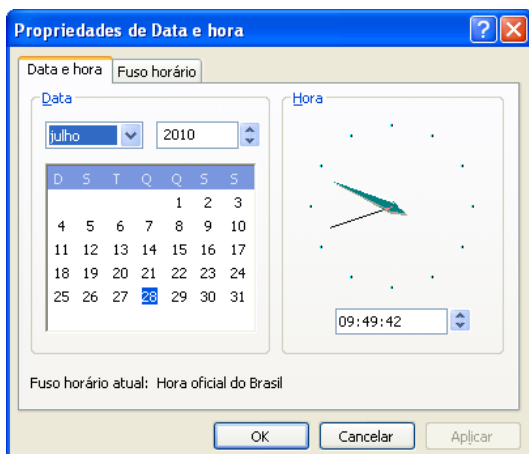 Propriedades de Data e hora
Data e hora Fuso horário
Data
julho 2010
D S T Q Q S S
1 2 3
4 5 6 7 8 9 10
11 12 13 14 15 16 17
18 19 20 21 22 23 24
25 26 27 28 29 30 31
Hora
09:49:42
Fuso horário atual: Hora oficial do Brasil
OK Cancelar Aplicar